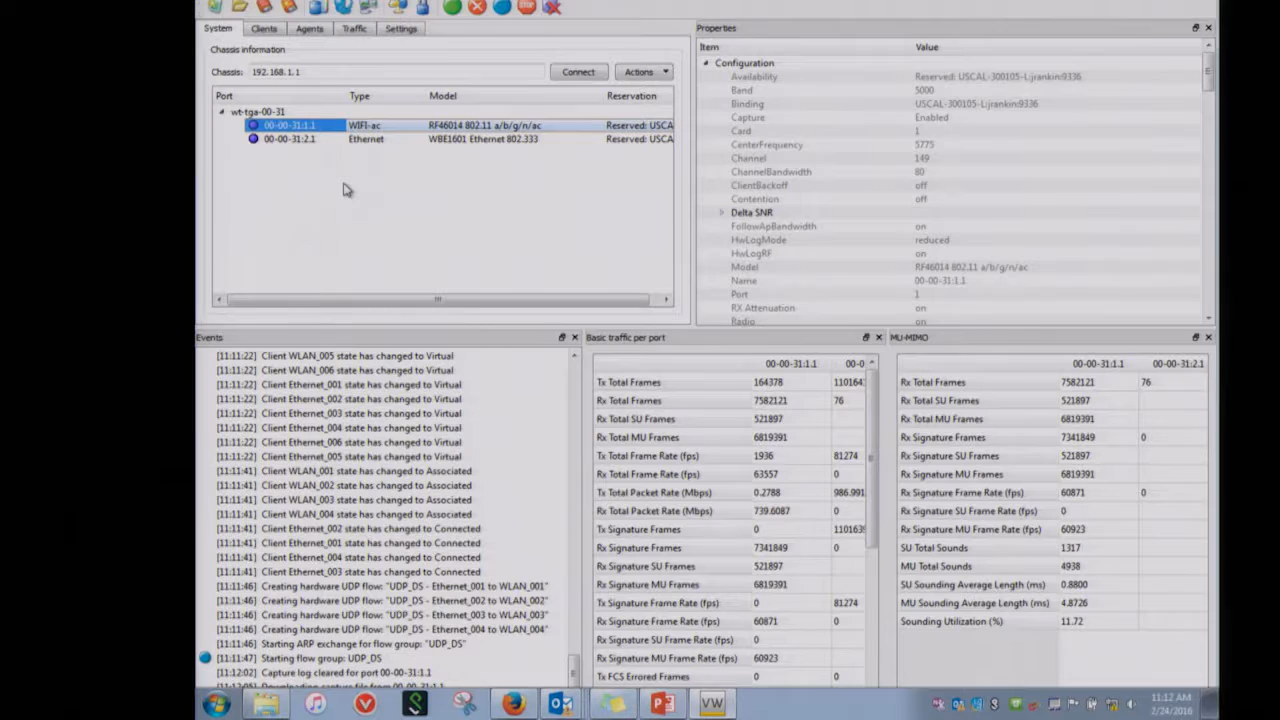 System Clients Agents Traffic Settings
Chassis information
Chassis: 192.168.1.1 Connect Actions
Port Type Model Reservation
wt-tga-00-31
00-00-31:1.1 WIFI-ac RF46014 802.11 a/b/g/n/ac Reserved: USCA
00-00-31:2.1 Ethernet WBE1601 Ethernet 802.333 Reserved: USCA
Properties
Item Value
Configuration
Availability Reserved: USCAL-300105-L:jrankin:9336
Band 5000
Binding USCAL-300105-L:jrankin:9336
Capture Enabled
Card 1
CenterFrequency 5775
Channel 149
ChannelBandwidth 80
ClientBackoff off
Contention off
Delta SNR
FollowApBandwidth on
HwLogMode reduced
HwLogRF on
Model RF46014 802.11 a/b/g/n/ac
Name 00-00-31:1.1
Port 1
RX Attenuation on
Radio on
Events
[11:11:22] Client WLAN_005 state has changed to Virtual
[11:11:22] Client WLAN_006 state has changed to Virtual
[11:11:22] Client Ethernet_001 state has changed to Virtual
[11:11:22] Client Ethernet_002 state has changed to Virtual
[11:11:22] Client Ethernet_003 state has changed to Virtual
[11:11:22] Client Ethernet_004 state has changed to Virtual
[11:11:22] Client Ethernet_006 state has changed to Virtual
[11:11:22] Client Ethernet_005 state has changed to Virtual
[11:11:41] Client WLAN_001 state has changed to Associated
[11:11:41] Client WLAN_002 state has changed to Associated
[11:11:41] Client WLAN_003 state has changed to Associated
[11:11:41] Client WLAN_004 state has changed to Associated
[11:11:41] Client Ethernet_002 state has changed to Connected
[11:11:41] Client Ethernet_001 state has changed to Connected
[11:11:41] Client Ethernet_004 state has changed to Connected
[11:11:41] Client Ethernet_003 state has changed to Connected
[11:11:46] Creating hardware UDP flow: "UDP_DS - Ethernet_001 to WLAN_001"
[11:11:46] Creating hardware UDP flow: "UDP_DS - Ethernet_002 to WLAN_002"
[11:11:46] Creating hardware UDP flow: "UDP_DS - Ethernet_003 to WLAN_003"
[11:11:46] Creating hardware UDP flow: "UDP_DS - Ethernet_004 to WLAN_004"
[11:11:46] Starting ARP exchange for flow group: "UDP_DS"
[11:11:47] Starting flow group: UDP_DS
[11:12:02] Capture log cleared for port 00-00-31:1.1
[11:12:05] Downloading capture file from 00-00-31:1.1
Basic traffic per port
00-00-31:1.1 00-0
Tx Total Frames 164378 110164
Rx Total Frames 7582121 76
Rx Total SU Frames 521897
Rx Total MU Frames 6819391
Tx Total Frame Rate (fps) 1936 81274
Rx Total Frame Rate (fps) 63557 0
Tx Total Packet Rate (Mbps) 0.2788 986.991
Rx Total Packet Rate (Mbps) 739.6087 0
Tx Signature Frames 0 110163
Rx Signature Frames 7341849 0
Rx Signature SU Frames 521897
Rx Signature MU Frames 6819391
Tx Signature Frame Rate (fps) 0 81274
Rx Signature Frame Rate (fps) 60871 0
Rx Signature SU Frame Rate (fps) 0
Rx Signature MU Frame Rate (fps) 60923
Tx FCS Errored Frames 0 0
MU-MIMO
00-00-31:1.1 00-00-31:2.1
Rx Total Frames 7582121 76
Rx Total SU Frames 521897
Rx Total MU Frames 6819391
Rx Signature Frames 7341849 0
Rx Signature SU Frames 521897
Rx Signature MU Frames 6819391
Rx Signature Frame Rate (fps) 60871 0
Rx Signature SU Frame Rate (fps) 0
Rx Signature MU Frame Rate (fps) 60923
SU Total Sounds 1317
MU Total Sounds 4938
SU Sounding Average Length (ms) 0.8800
MU Sounding Average Length (ms) 4.8726
Sounding Utilization (%) 11.72
VW
11:12 AM
2/24/2016